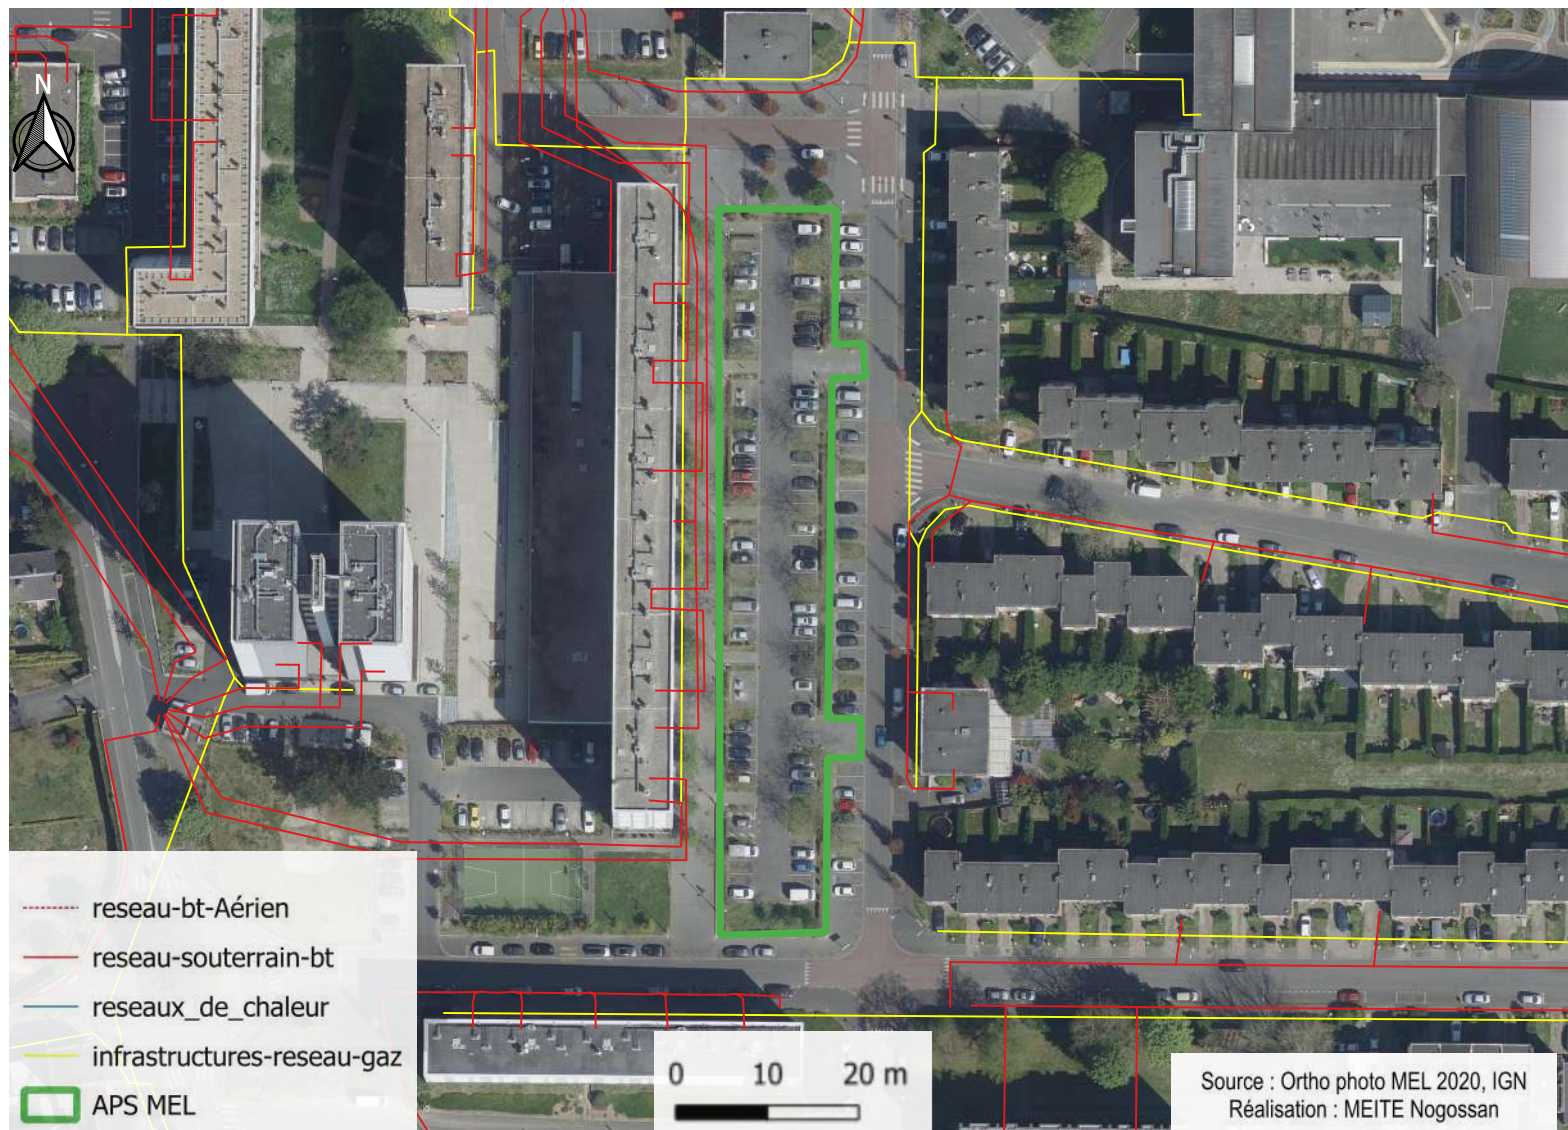 N
reseau-bt-Aérien
reseau-souterrain-bt
reseaux_de_chaleur
infrastructures-reseau-gaz
APS MEL
0 10 20 m
Source : Ortho photo MEL 2020, IGN
Réalisation : MEITE Nogossan